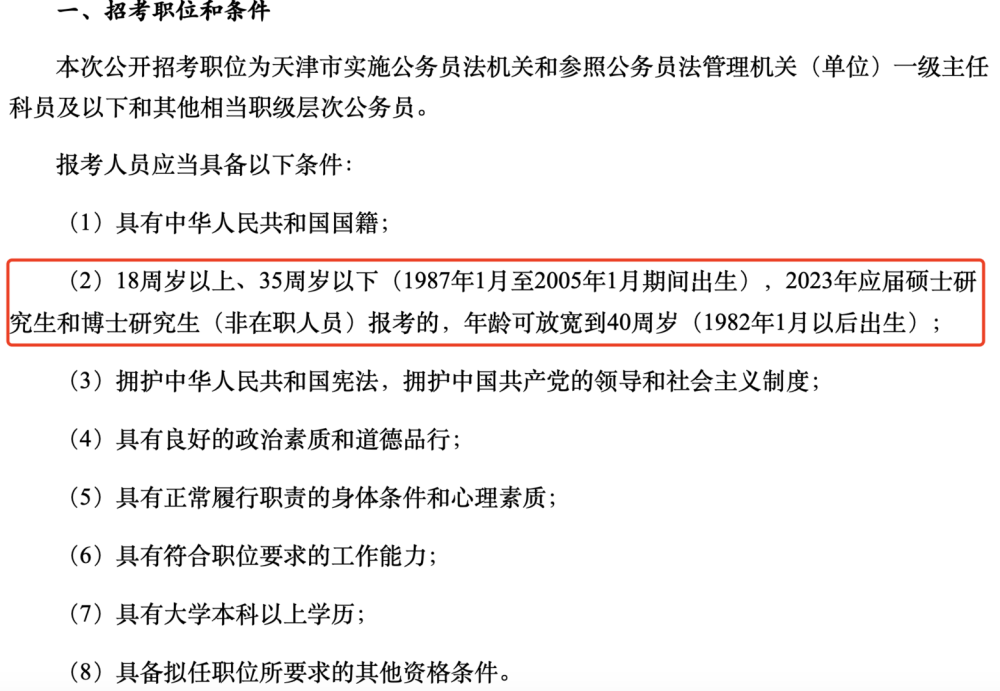 一、招考职位和条件
本次公开招考职位为天津市实施公务员法机关和参照公务员法管理机关（单位）一级主任
科员及以下和其他相当职级层次公务员。
报考人员应当具备以下条件：
（1）具有中华人民共和国国籍；
（2）18周岁以上、35周岁以下（1987年1月至2005年1月期间出生），2023年应届硕士研
究生和博士研究生（非在职人员）报考的，年龄可放宽到40周岁（1982年1月以后出生）；
（3）拥护中华人民共和国宪法，拥护中国共产党的领导和社会主义制度；
（4）具有良好的政治素质和道德品行；
（5）具有正常履行职责的身体条件和心理素质；
（6）具有符合职位要求的工作能力；
（7）具有大学本科以上学历；
（8）具备拟任职位所要求的其他资格条件。